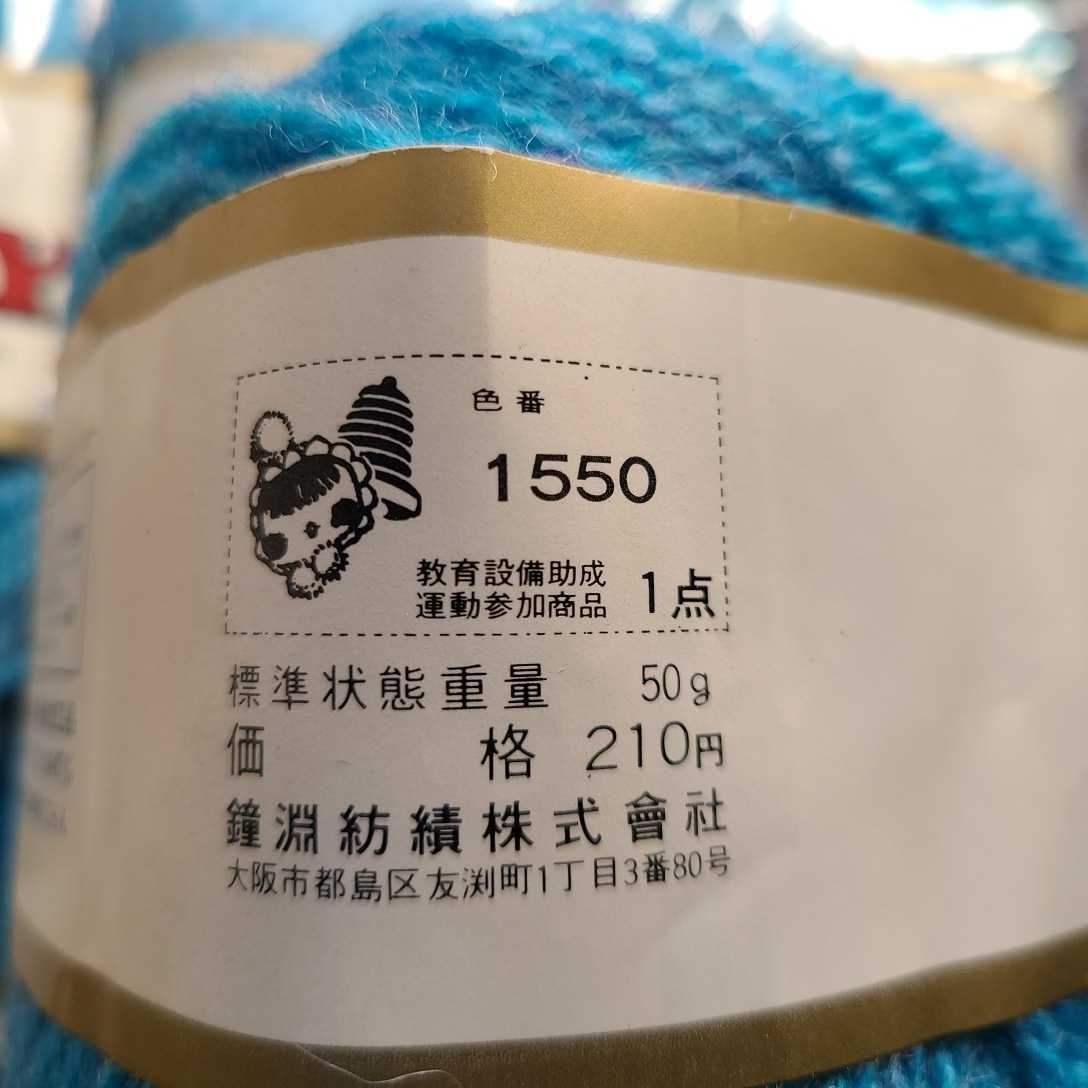 色番
1550
教育設備助成
運動参加商品 1点
標準状態重量 50g
価格 210円
鐘淵紡績株式會社
大阪市都島区友渕町1丁目3番80号